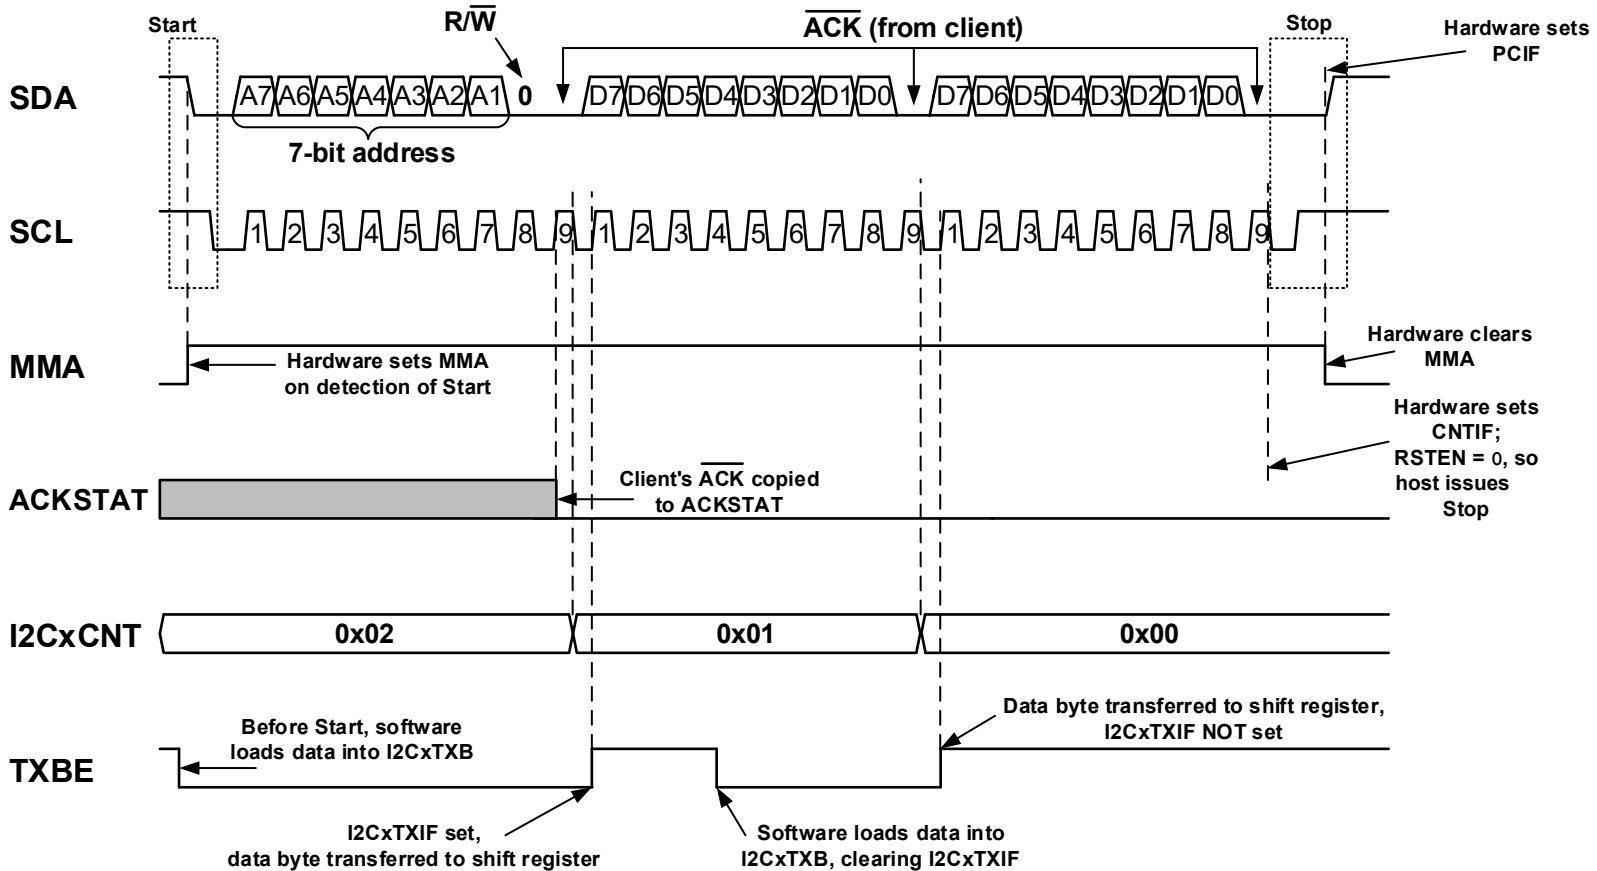 Start
R/W
ACK (from client)
Stop
Hardware sets
PCIF
SDA
A7 A6 A5 A4 A3 A2 A1 0 D7 D6 D5 D4 D3 D2 D1 D0 D7 D6 D5 D4 D3 D2 D1 D0
7-bit address
SCL
1 2 3 4 5 6 7 8 9 1 2 3 4 5 6 7 8 9 1 2 3 4 5 6 7 8 9
MMA
Hardware sets MMA
on detection of Start
Hardware clears
MMA
Hardware sets
CNTIF;
RSTEN = 0, so
host issues
Stop
ACKSTAT
Client's ACK copied
to ACKSTAT
I2CxCNT
0x02 0x01 0x00
TXBE
Before Start, software
loads data into I2CxTXB
Data byte transferred to shift register,
I2CxTXIF NOT set
I2CxTXIF set,
data byte transferred to shift register
Software loads data into
I2CxTXB, clearing I2CxTXIF